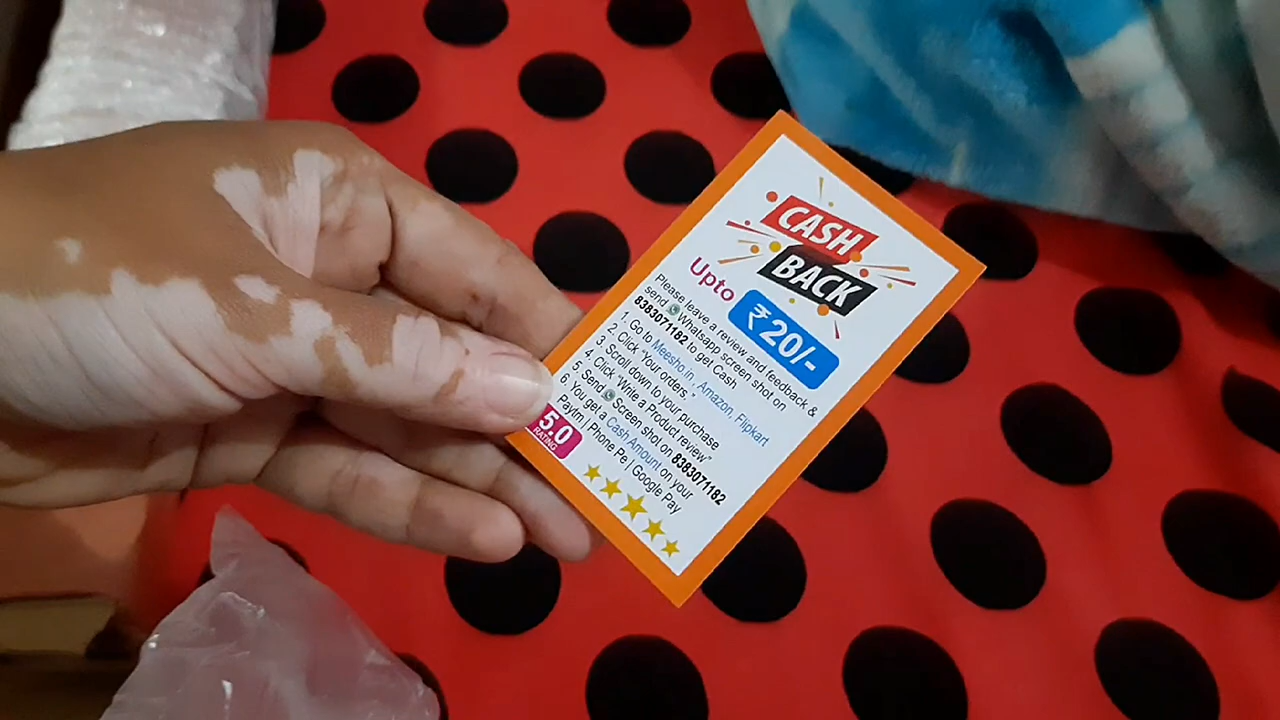 CASH
BACK
Upto ₹20/-
Please leave a review and feedback &
send Whatsapp screen shot on
8383071182 to get Cash
1. Go to Meesho.in , Amazon, Flipkart
2. Click "Your orders, "
3. Scroll down to your purchase
4. Click "Write a Product review"
5. Send Screen shot on 8383071182
6. You get a Cash Amount on your
Paytm | Phone Pe | Google Pay
5.0
RATING